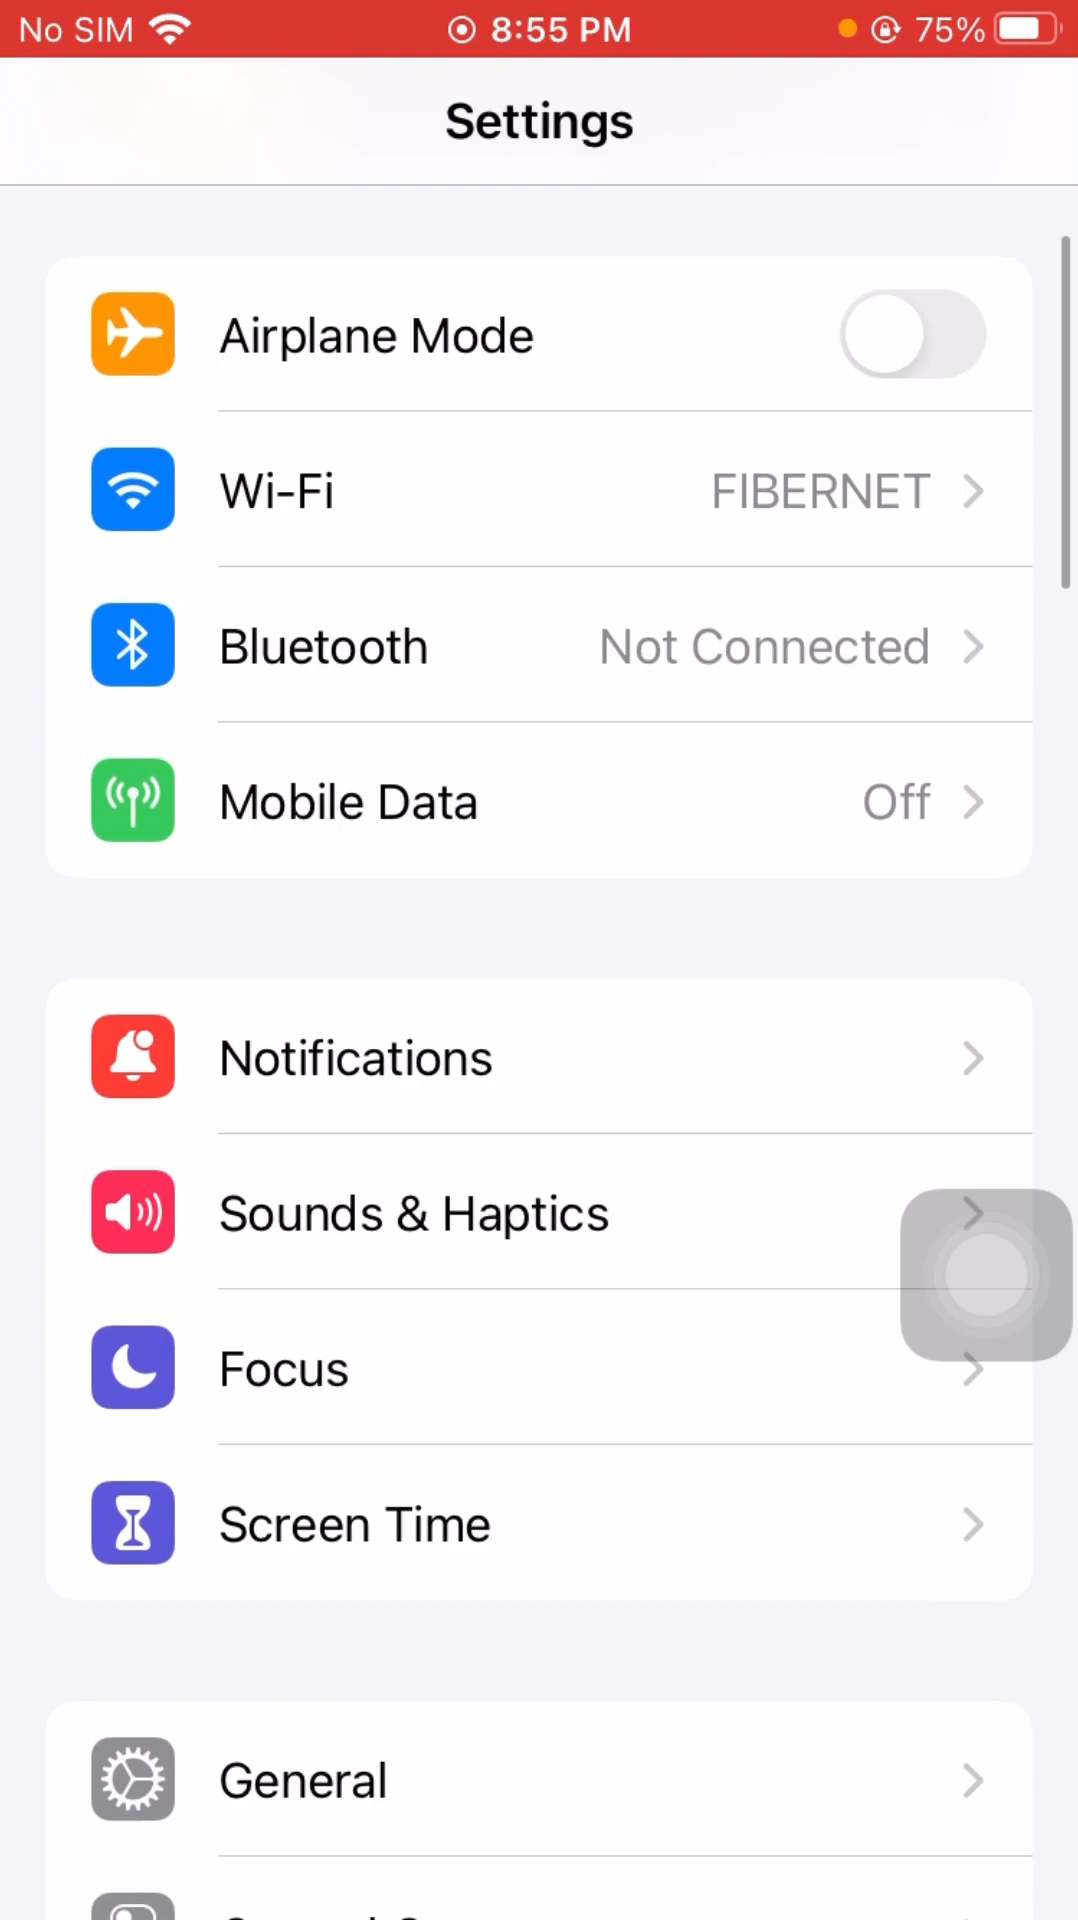 No SIM 8:55 PM 75%
Settings
Airplane Mode
Wi-Fi FIBERNET
Bluetooth Not Connected
Mobile Data Off
Notifications
Sounds & Haptics
Focus
Screen Time
General